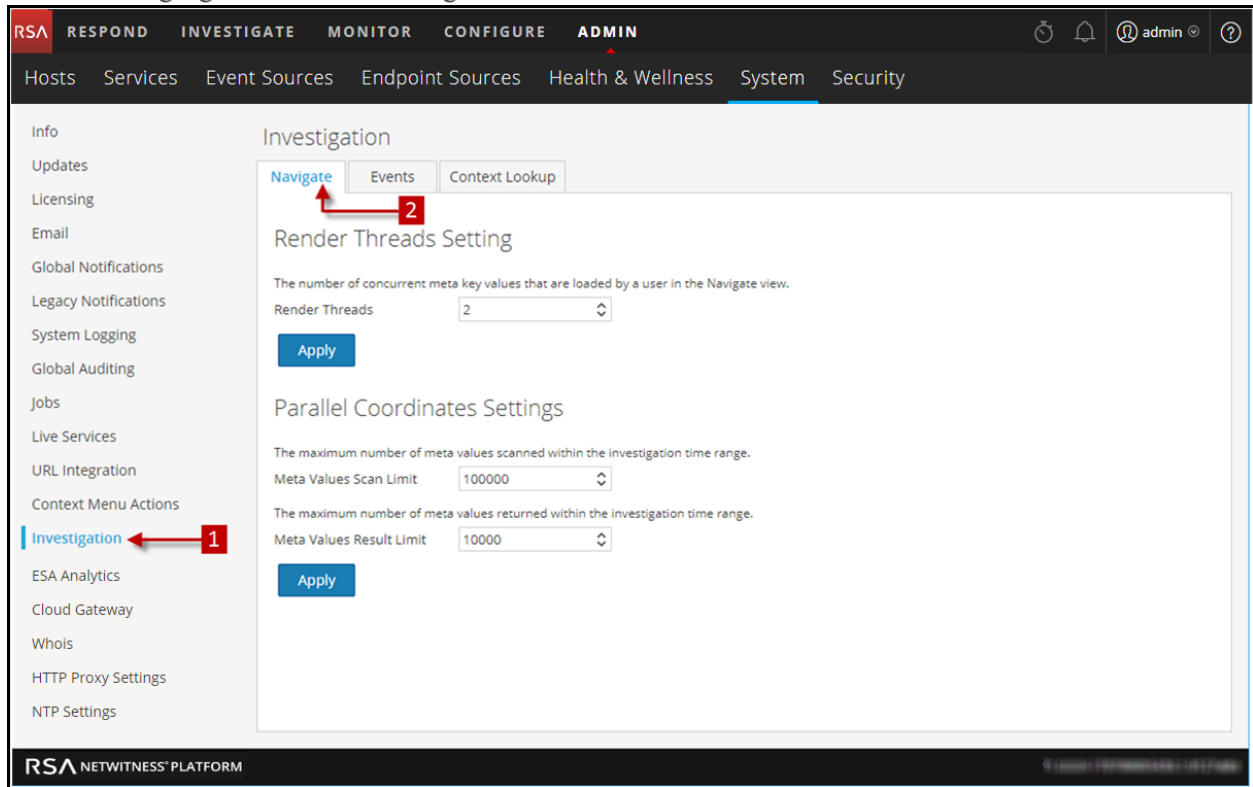 RSA RESPOND INVESTIGATE MONITOR CONFIGURE ADMIN admin ?
Hosts Services Event Sources Endpoint Sources Health & Wellness System Security
Info
Updates
Licensing
Email
Global Notifications
Legacy Notifications
System Logging
Global Auditing
Jobs
Live Services
URL Integration
Context Menu Actions
Investigation 1
ESA Analytics
Cloud Gateway
Whois
HTTP Proxy Settings
NTP Settings
Investigation
Navigate Events Context Lookup
2
Render Threads Setting
The number of concurrent meta key values that are loaded by a user in the Navigate view.
Render Threads 2
Apply
Parallel Coordinates Settings
The maximum number of meta values scanned within the investigation time range.
Meta Values Scan Limit 100000
The maximum number of meta values returned within the investigation time range.
Meta Values Result Limit 10000
Apply
RSA NETWITNESS® PLATFORM